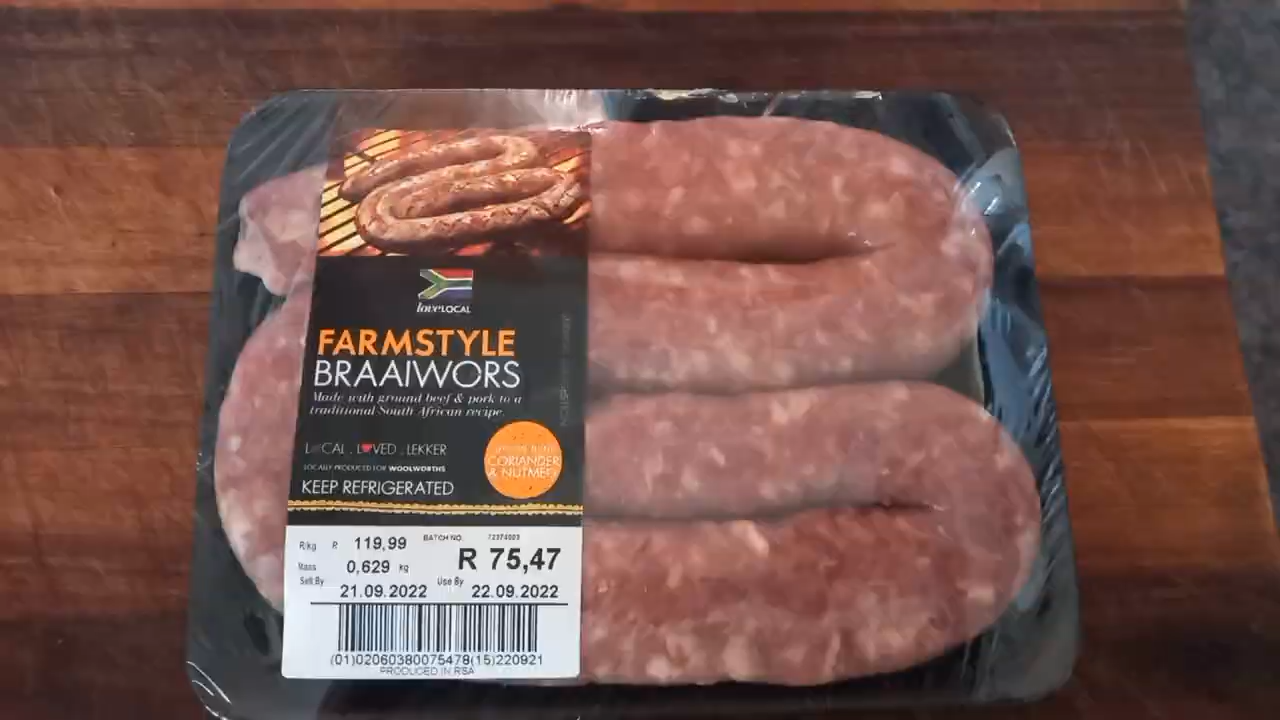 loveLOCAL
FARMSTYLE
BRAAIWORS
Made with ground beef & pork to a
traditional South African recipe.
LOCAL . LOVED . LEKKER
LOCALLY PRODUCED FOR WOOLWORTHS
CORIANDER
& NUTMEG
KEEP REFRIGERATED
R/kg R 119,99 BATCH NO. 72374003
R 75,47
Mass 0,629 kg
Sell By Use By
21.09.2022 22.09.2022
(01)02060380075478(15)220921
PRODUCED IN RSA